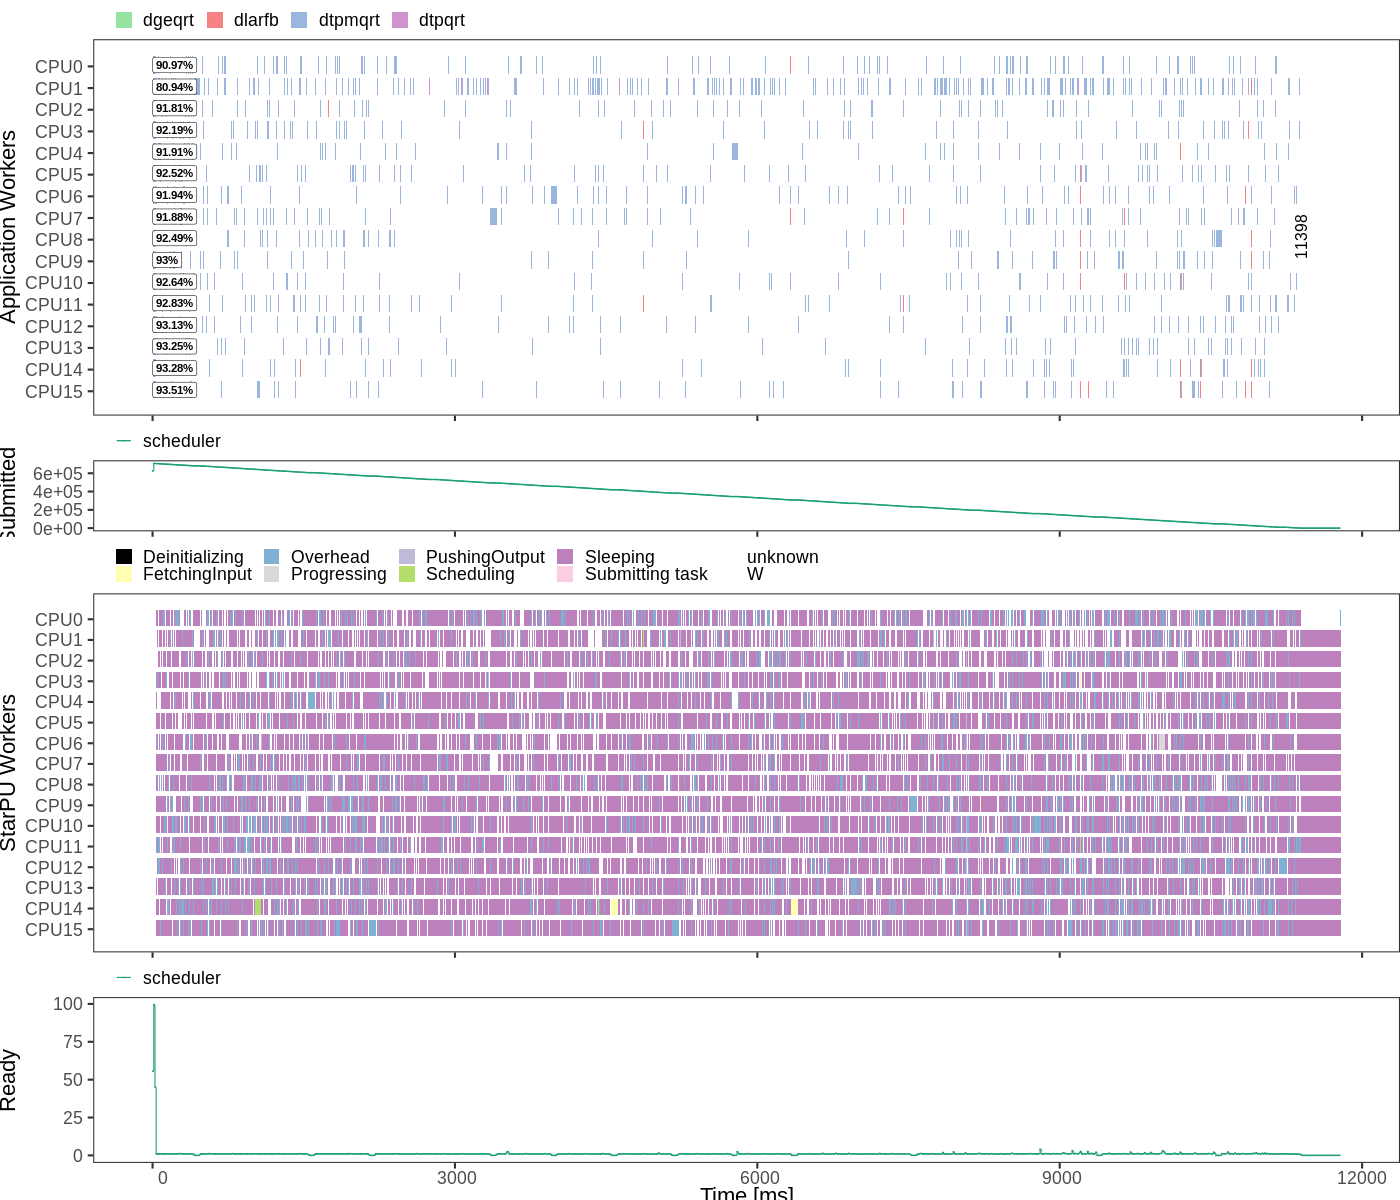 dgeqrt dlarfb dtpmqrt dtpqrt
Application Workers
CPU0 90.97%
CPU1 80.94%
CPU2 91.81%
CPU3 92.19%
CPU4 91.91%
CPU5 92.52%
CPU6 91.94%
CPU7 91.88%
CPU8 92.49%
CPU9 93%
CPU10 92.64%
CPU11 92.83%
CPU12 93.13%
CPU13 93.25%
CPU14 93.28%
CPU15 93.51%
11398
scheduler
Submitted
6e+05
4e+05
2e+05
0e+00
Deinitializing Overhead PushingOutput Sleeping unknown
FetchingInput Progressing Scheduling Submitting task W
StarPU Workers
CPU0
CPU1
CPU2
CPU3
CPU4
CPU5
CPU6
CPU7
CPU8
CPU9
CPU10
CPU11
CPU12
CPU13
CPU14
CPU15
scheduler
Ready
100
75
50
25
0
0 3000 6000 9000 12000
Time [ms]